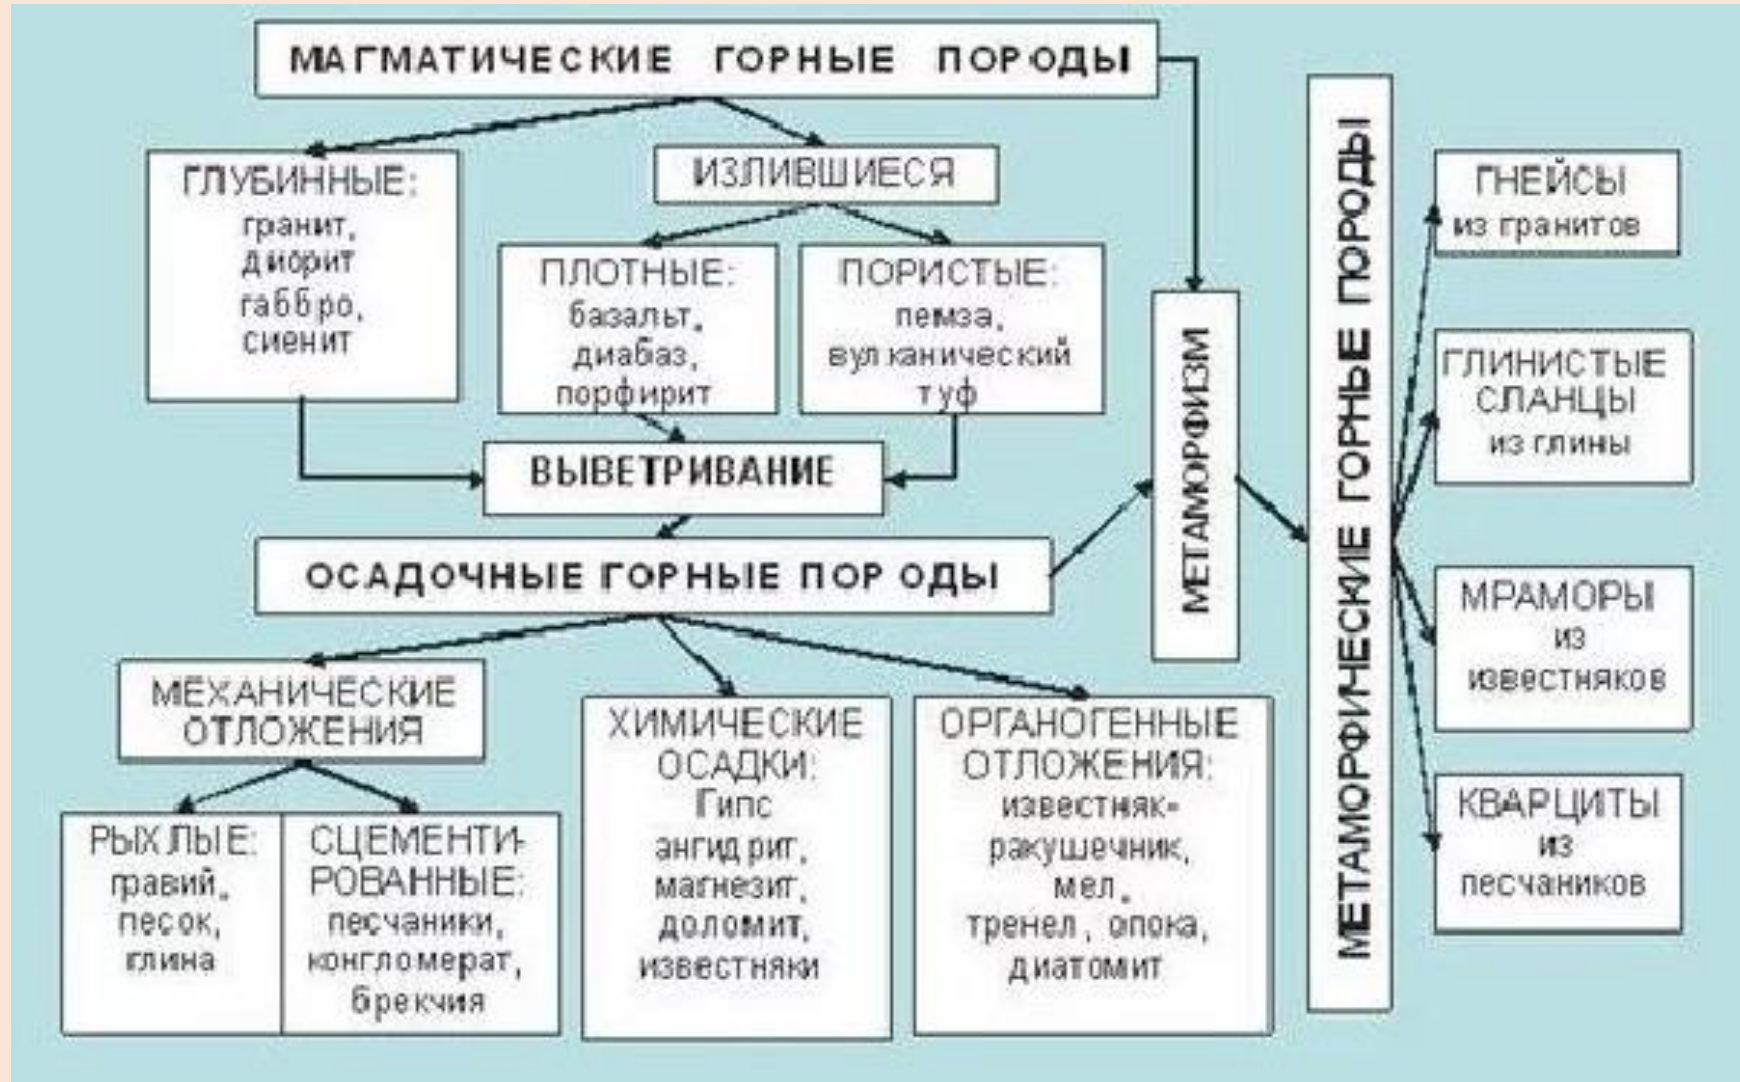 МАГМАТИЧЕСКИЕ ГОРНЫЕ ПОРОДЫ
ГЛУБИННЫЕ:
гранит,
диорит
габбро,
сиенит
ИЗЛИВШИЕСЯ
ПЛОТНЫЕ:
базальт,
диабаз,
порфирит
ПОРИСТЫЕ:
пемза,
вулканический
туф
ВЫВЕТРИВАНИЕ
ОСАДОЧНЫЕ ГОРНЫЕ ПОРОДЫ
МЕХАНИЧЕСКИЕ
ОТЛОЖЕНИЯ
РЫХЛЫЕ:
гравий,
песок,
глина
СЦЕМЕНТИ-
РОВАННЫЕ:
песчаники,
конгломерат,
брекчия
ХИМИЧЕСКИЕ
ОСАДКИ:
Гипс
ангидрит,
магнезит,
доломит,
известняки
ОРГАНОГЕННЫЕ
ОТЛОЖЕНИЯ:
известняк-
ракушечник,
мел,
тренел, опока,
диатомит
МЕТАМОРФИЗМ
МЕТАМОРФИЧЕСКИЕ ГОРНЫЕ ПОРОДЫ
ГНЕЙСЫ
из гранитов
ГЛИНИСТЫЕ
СЛАНЦЫ
из глины
МРАМОРЫ
из
известняков
КВАРЦИТЫ
из
песчаников